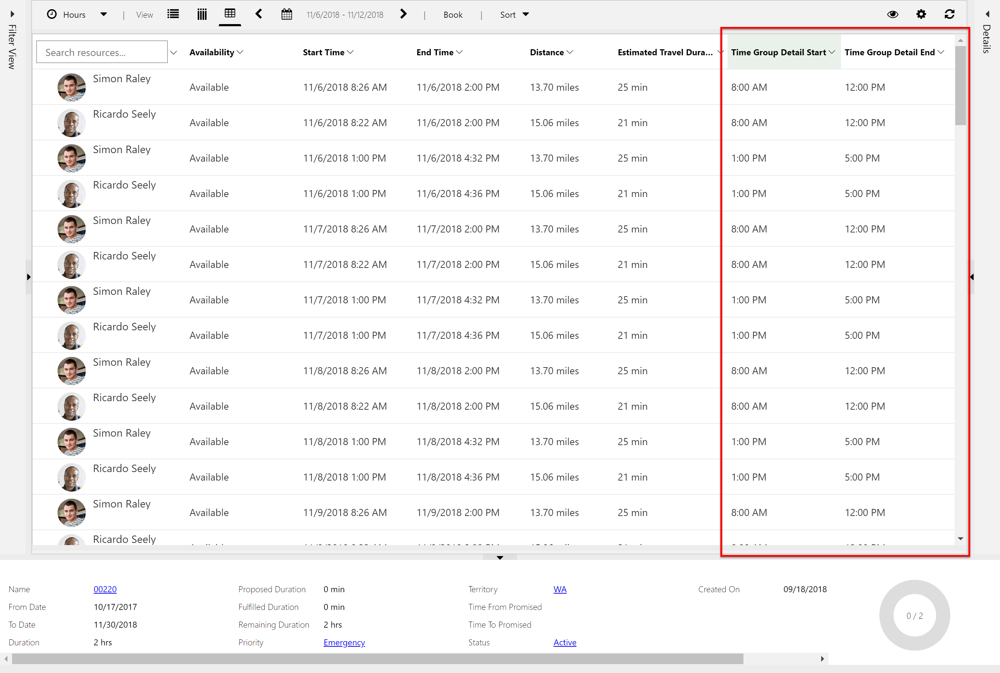 Hours | View 11/6/2018 - 11/12/2018 | Book | Sort
Filter View
Details
Search resources... Availability Start Time End Time Distance Estimated Travel Dura... Time Group Detail Start Time Group Detail End
Simon Raley Available 11/6/2018 8:26 AM 11/6/2018 2:00 PM 13.70 miles 25 min 8:00 AM 12:00 PM
Ricardo Seely Available 11/6/2018 8:22 AM 11/6/2018 2:00 PM 15.06 miles 21 min 8:00 AM 12:00 PM
Simon Raley Available 11/6/2018 1:00 PM 11/6/2018 4:32 PM 13.70 miles 25 min 1:00 PM 5:00 PM
Ricardo Seely Available 11/6/2018 1:00 PM 11/6/2018 4:36 PM 15.06 miles 21 min 1:00 PM 5:00 PM
Simon Raley Available 11/7/2018 8:26 AM 11/7/2018 2:00 PM 13.70 miles 25 min 8:00 AM 12:00 PM
Ricardo Seely Available 11/7/2018 8:22 AM 11/7/2018 2:00 PM 15.06 miles 21 min 8:00 AM 12:00 PM
Simon Raley Available 11/7/2018 1:00 PM 11/7/2018 4:32 PM 13.70 miles 25 min 1:00 PM 5:00 PM
Ricardo Seely Available 11/7/2018 1:00 PM 11/7/2018 4:36 PM 15.06 miles 21 min 1:00 PM 5:00 PM
Simon Raley Available 11/8/2018 8:26 AM 11/8/2018 2:00 PM 13.70 miles 25 min 8:00 AM 12:00 PM
Ricardo Seely Available 11/8/2018 8:22 AM 11/8/2018 2:00 PM 15.06 miles 21 min 8:00 AM 12:00 PM
Simon Raley Available 11/8/2018 1:00 PM 11/8/2018 4:32 PM 13.70 miles 25 min 1:00 PM 5:00 PM
Ricardo Seely Available 11/8/2018 1:00 PM 11/8/2018 4:36 PM 15.06 miles 21 min 1:00 PM 5:00 PM
Simon Raley Available 11/9/2018 8:26 AM 11/9/2018 2:00 PM 13.70 miles 25 min 8:00 AM 12:00 PM
Ricardo Seely
Name 00220 Proposed Duration 0 min Territory WA Created On 09/18/2018
From Date 10/17/2017 Fulfilled Duration 0 min Time From Promised
0 / 2
To Date 11/30/2018 Remaining Duration 2 hrs Time To Promised
Duration 2 hrs Priority Emergency Status Active